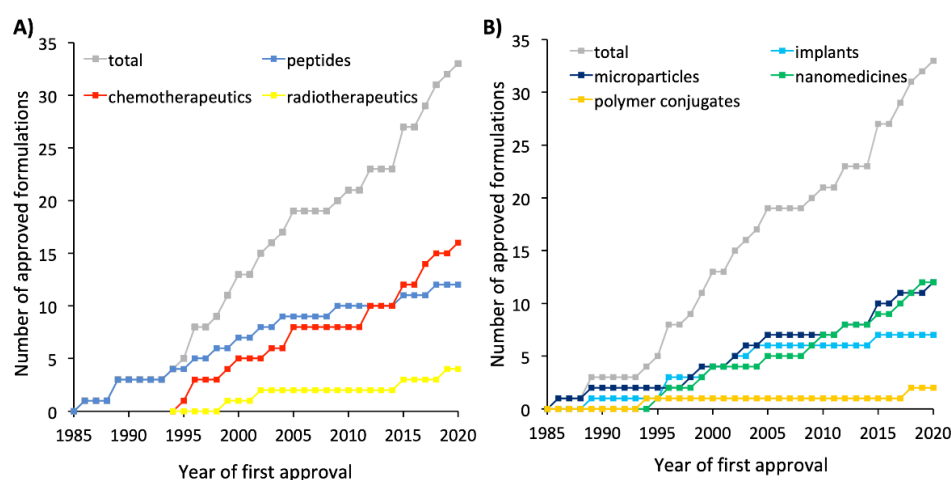 A)
total
peptides
chemotherapeutics
radiotherapeutics
Number of approved formulations
35
30
25
20
15
10
5
0
1985 1990 1995 2000 2005 2010 2015 2020
Year of first approval
B)
total
implants
microparticles
nanomedicines
polymer conjugates
Number of approved formulations
35
30
25
20
15
10
5
0
1985 1990 1995 2000 2005 2010 2015 2020
Year of first approval